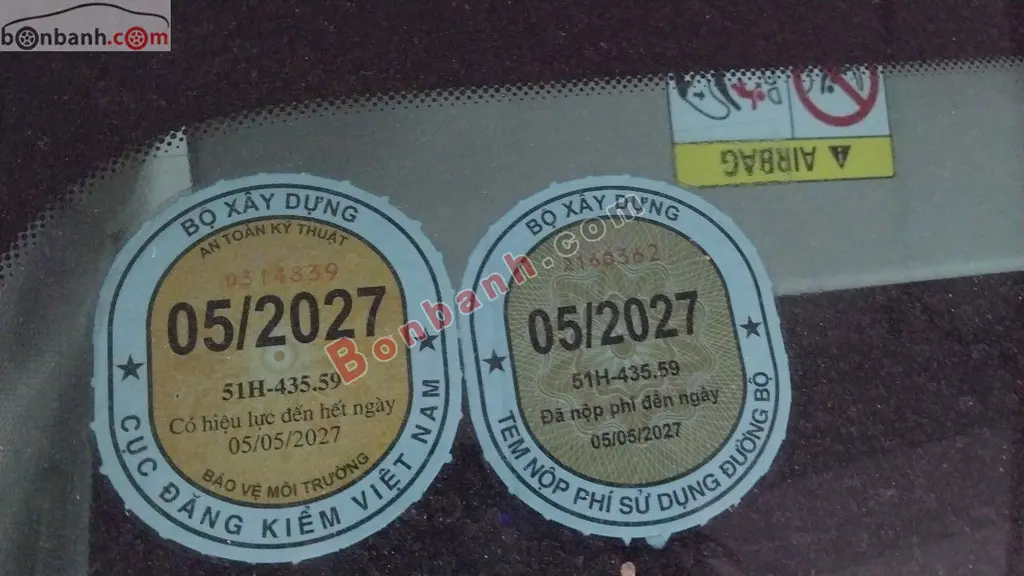 bonbanh.com
AIRBAG
BỘ XÂY DỰNG
AN TOÀN KỸ THUẬT
0314839
05/2027
51H-435.59
Có hiệu lực đến hết ngày
05/05/2027
BẢO VỆ MÔI TRƯỜNG
CỤC ĐĂNG KIỂM VIỆT NAM
BỘ XÂY DỰNG
1160362
05/2027
51H-435.59
Đã nộp phí đến ngày
05/05/2027
TEM NỘP PHÍ SỬ DỤNG ĐƯỜNG BỘ
Bonbanh.com